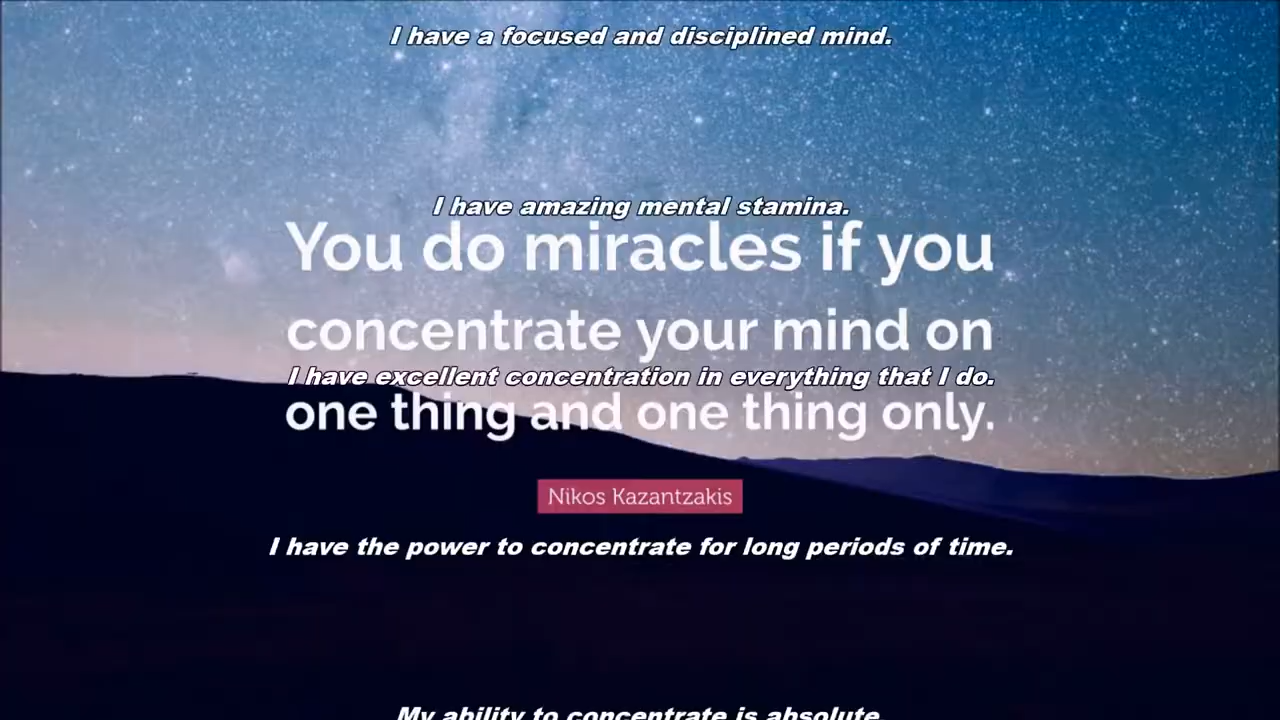 I have a focused and disciplined mind.
I have amazing mental stamina.
You do miracles if you
concentrate your mind on
I have excellent concentration in everything that I do.
one thing and one thing only.
Nikos Kazantzakis
I have the power to concentrate for long periods of time.
My ability to concentrate is absolute.